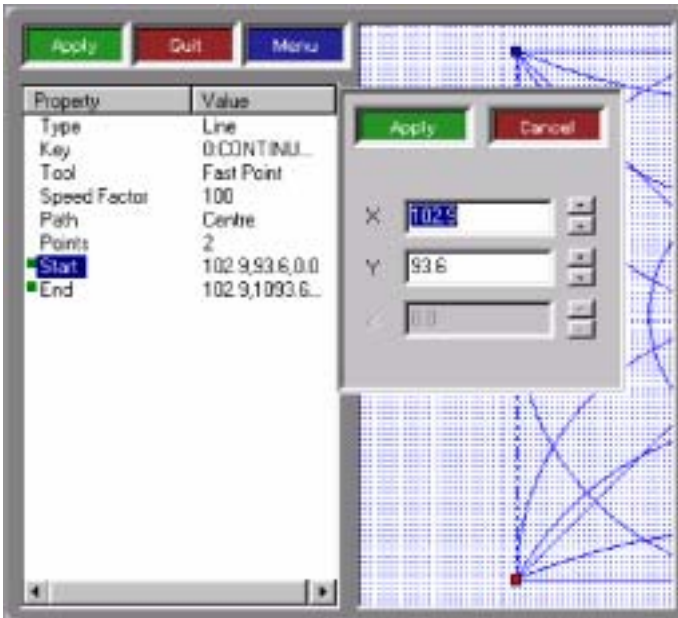 Apply Quit Menu
Property Value
Type Line
Key 0:CONTINU...
Tool Fast Point
Speed Factor 100
Path Centre
Points 2
Start 102.9,93.6,0.0
End 102.9,1093.6...
Apply Cancel
X 102.9
Y 93.6
Z 0.0